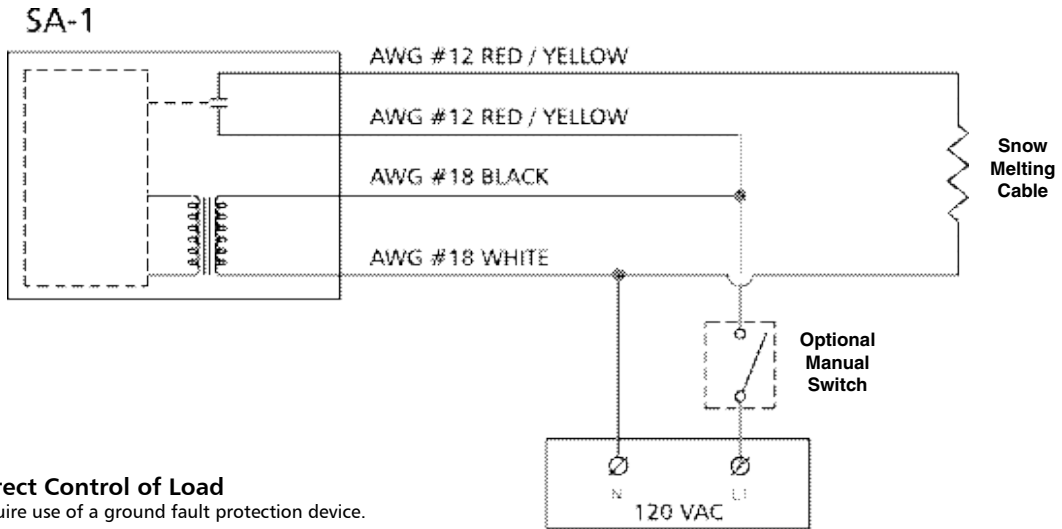 SA-1
AWG #12 RED / YELLOW
AWG #12 RED / YELLOW
AWG #18 BLACK
AWG #18 WHITE
Snow
Melting
Cable
Optional
Manual
Switch
N
L1
120 VAC
rect Control of Load
uire use of a ground fault protection device.